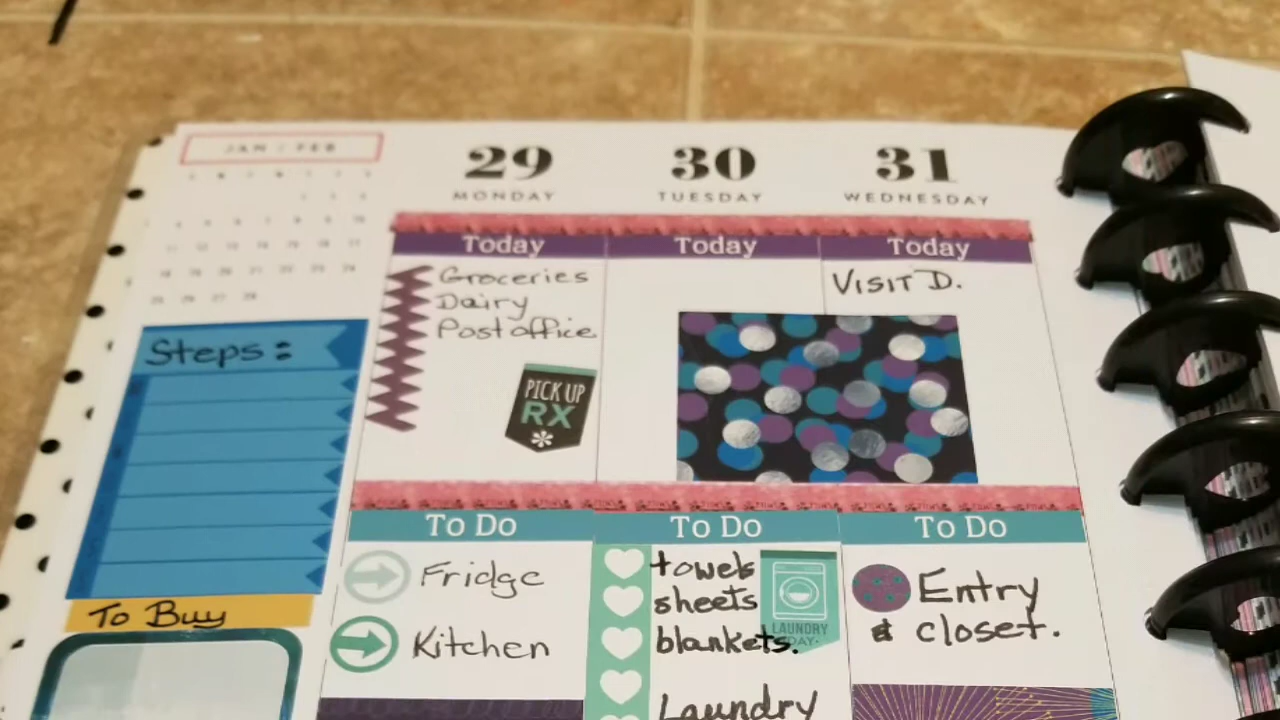 JAN / FEB
29 30 31
MONDAY TUESDAY WEDNESDAY
Today Today Today
Groceries
Dairy
Post office
PICK UP
RX
VISIT D.
Steps:
To Do To Do To Do
Fridge
Kitchen
towels
sheets
blankets.
Laundry
LAUNDRY
DAY
Entry
& closet.
To Buy